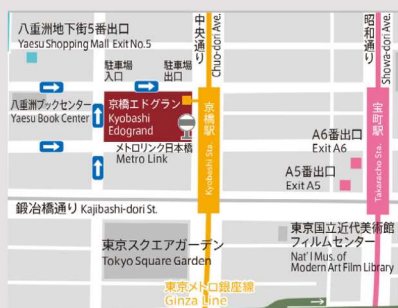 八重洲地下街5番出口
Yaesu Shopping Mall Exit No.5
中央通り
Chuo-dori Ave.
昭和通り
Showa-dori Ave.
駐車場
入口
駐車場
出口
八重洲ブックセンター
Yaesu Book Center
京橋エドグラン
Kyobashi
Edogrand
京橋駅
Kyobashi Sta.
宝町駅
Takaracho Sta.
メトロリンク日本橋
Metro Link
A6番出口
Exit A6
A5番出口
Exit A5
鍛冶橋通り Kajibashi-dori St.
東京スクエアガーデン
Tokyo Square Garden
東京国立近代美術館
フィルムセンター
Nat'l Mus. of
Modern Art Film Library
東京メトロ銀座線
Ginza Line